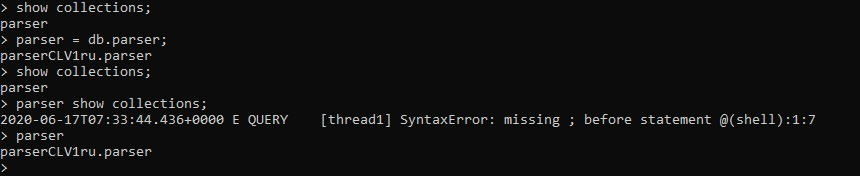 > show collections;
parser
> parser = db.parser;
parserCLV1ru.parser
> show collections;
parser
> parser show collections;
2020-06-17T07:33:44.436+0000 E QUERY    [thread1] SyntaxError: missing ; before statement @(shell):1:7
> parser
parserCLV1ru.parser
>